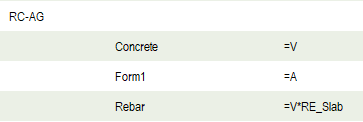 RC-AG
Concrete =V
Form1 =A
Rebar =V*RE_Slab